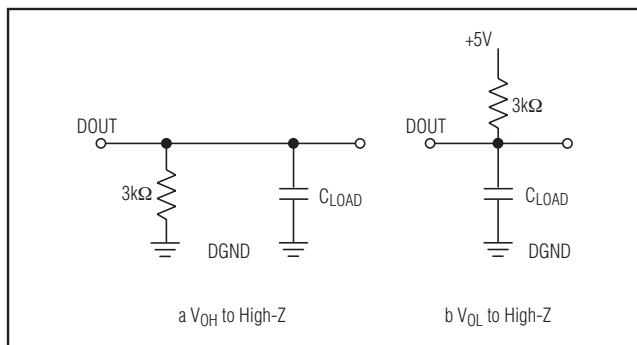 +5V
3kΩ
DOUT
DOUT
3kΩ
CLOAD
CLOAD
DGND
DGND
a VOH to High-Z
b VOL to High-Z